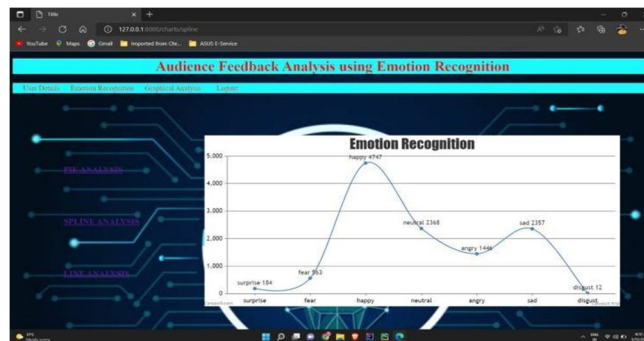 Title
127.0.0.1:8000/charts/spline
YouTube Maps Gmail Imported from Chr... ASUS E-Service
Audience Feedback Analysis using Emotion Recognition
User Details Emotion Recognition Graphical Analysis Logout
Emotion Recognition
PIE ANALYSIS
SPLINE ANALYSIS
LINE ANALYSIS
5,000
4,000
3,000
2,000
1,000
0
happy 4747
neutral 2368
sad 2357
angry 1446
fear 563
surprise 184
disgust 12
surprise fear happy neutral angry sad disgust